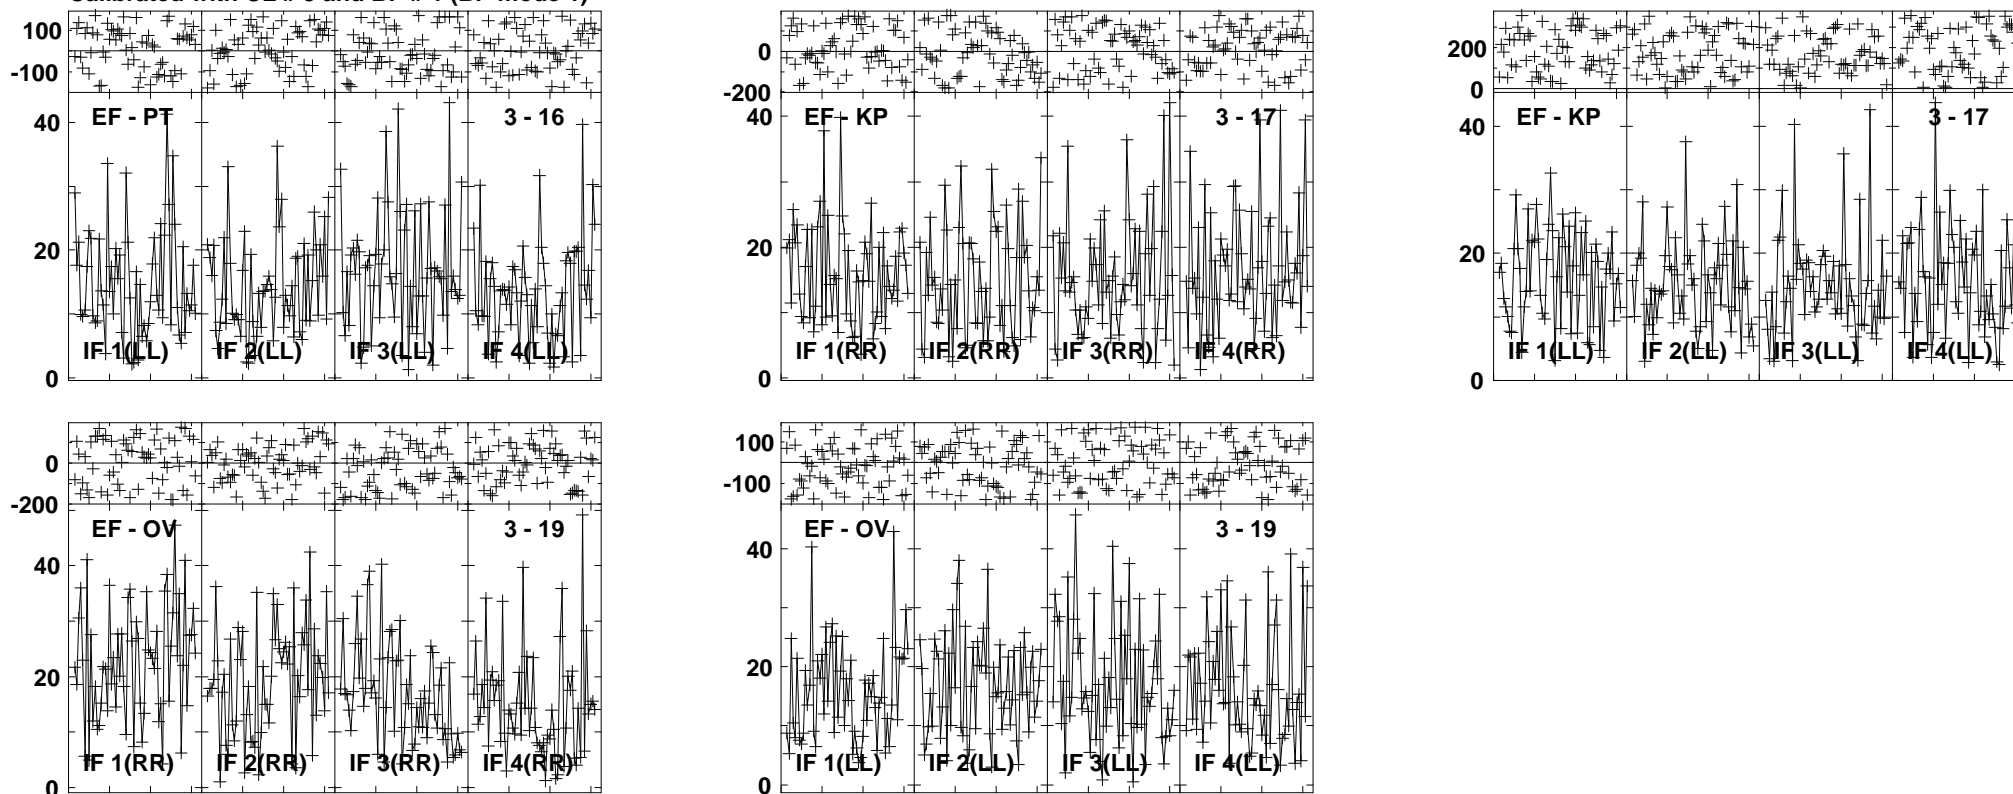 100
-100
EF - PT 3 - 16
40
20
0
IF 1(LL) IF 2(LL) IF 3(LL) IF 4(LL)
0
-200
EF - KP 3 - 17
40
20
0
IF 1(RR) IF 2(RR) IF 3(RR) IF 4(RR)
200
0
EF - KP 3 - 17
40
20
0
IF 1(LL) IF 2(LL) IF 3(LL) IF 4(LL)
0
-200
EF - OV 3 - 19
40
20
0
IF 1(RR) IF 2(RR) IF 3(RR) IF 4(RR)
100
-100
EF - OV 3 - 19
40
20
0
IF 1(LL) IF 2(LL) IF 3(LL) IF 4(LL)